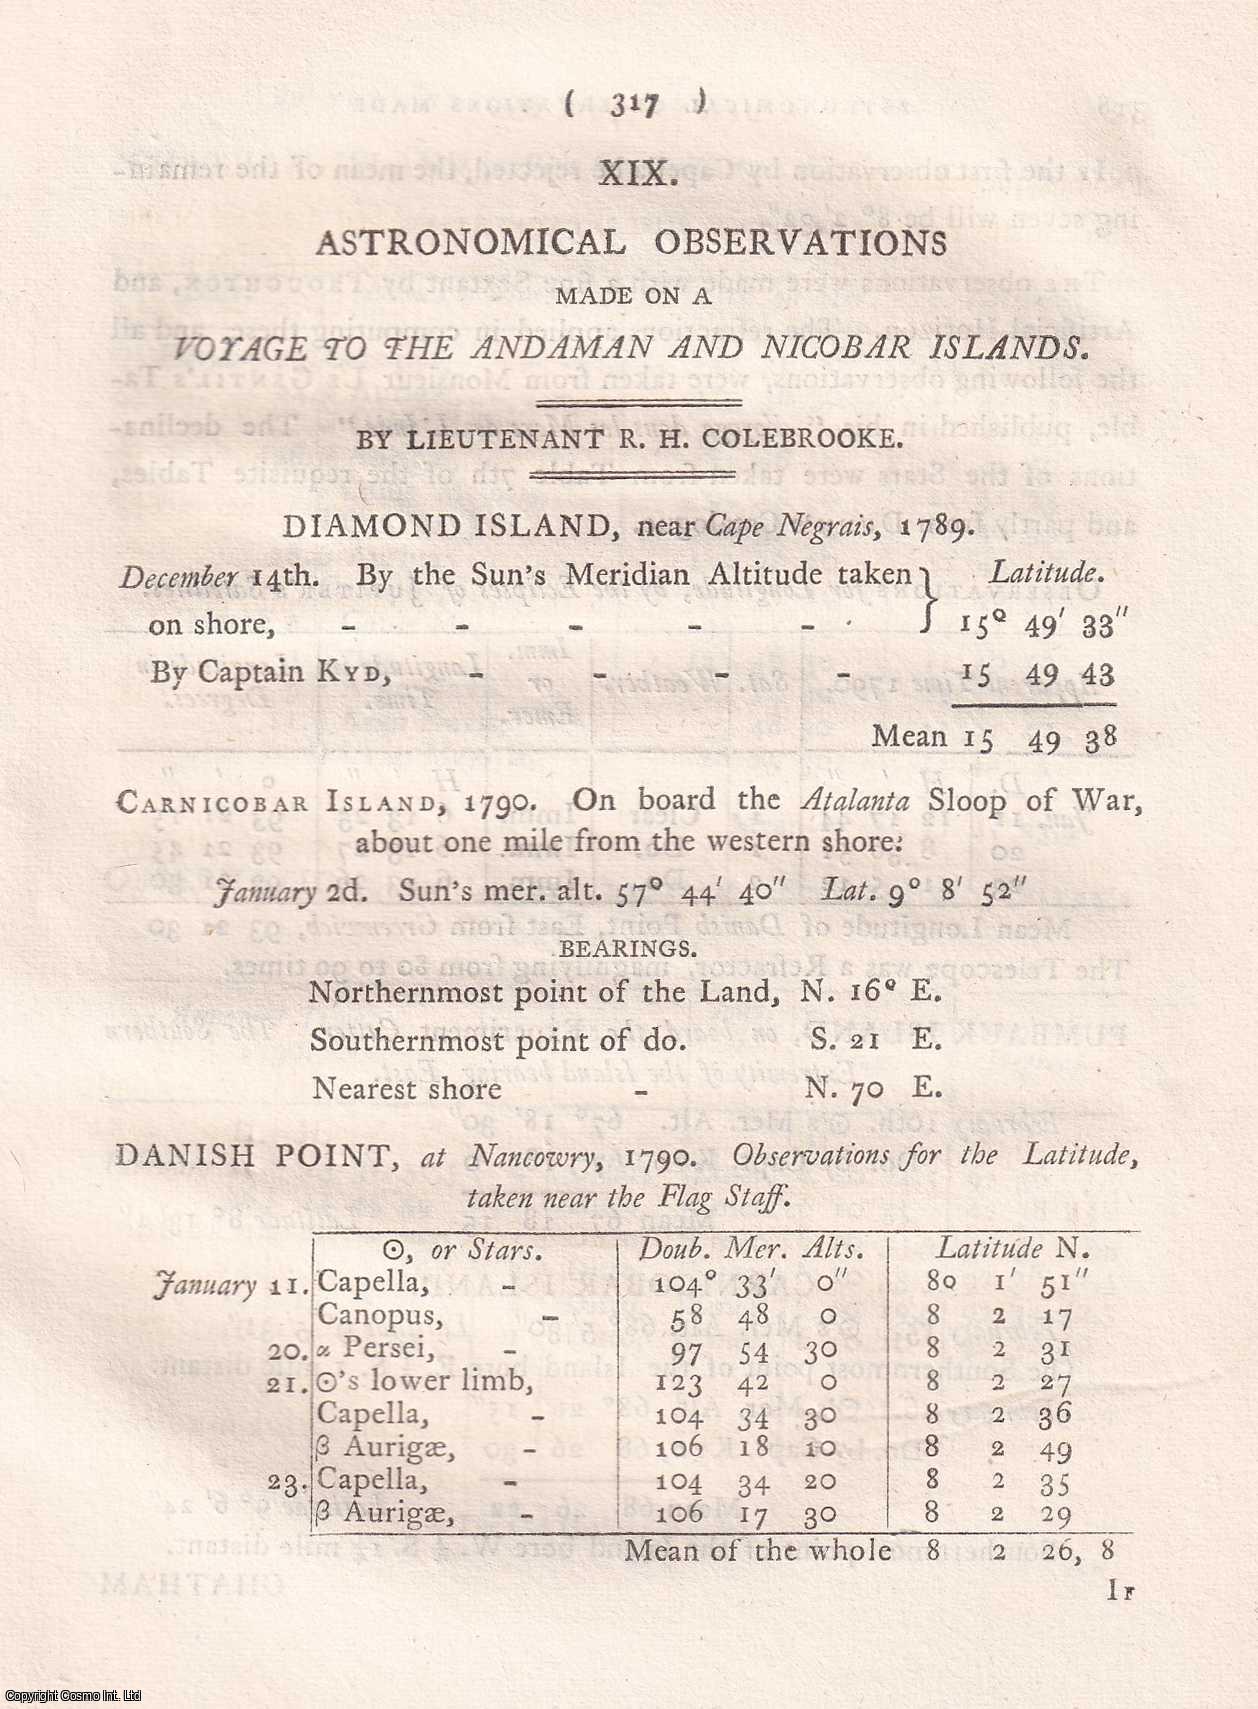 ( 317 )
XIX.
ASTRONOMICAL OBSERVATIONS
MADE ON A
VOYAGE TO THE ANDAMAN AND NICOBAR ISLANDS.
BY LIEUTENANT R. H. COLEBROOKE.
DIAMOND ISLAND, near Cape Negrais, 1789.
December 14th. By the Sun's Meridian Altitude taken } Latitude.
on shore, - - - - - 15° 49′ 33″
By Captain KYD, - - - - 15 49 43
Mean 15 49 38
CARNICOBAR ISLAND, 1790. On board the Atalanta Sloop of War,
about one mile from the western shore:
January 2d. Sun's mer. alt. 57° 44′ 40″ Lat. 9° 8′ 52″
BEARINGS.
Northernmost point of the Land, N. 16° E.
Southernmost point of do. S. 21 E.
Nearest shore - N. 70 E.
DANISH POINT, at Nancowry, 1790. Observations for the Latitude,
taken near the Flag Staff.
☉, or Stars. Doub. Mer. Alts. Latitude N.
January 11. Capella, - 104° 33′ 0″ 8° 1′ 51″
Canopus, - 58 48 0 8 2 17
20. α Persei, - 97 54 30 8 2 31
21. ☉'s lower limb, 123 42 0 8 2 27
Capella, - 104 34 30 8 2 36
β Aurigæ, - 106 18 10 8 2 49
23. Capella, - 104 34 20 8 2 35
β Aurigæ, - 106 17 30 8 2 29
Mean of the whole 8 2 26, 8
IF
Copyright Cosmo Int. Ltd